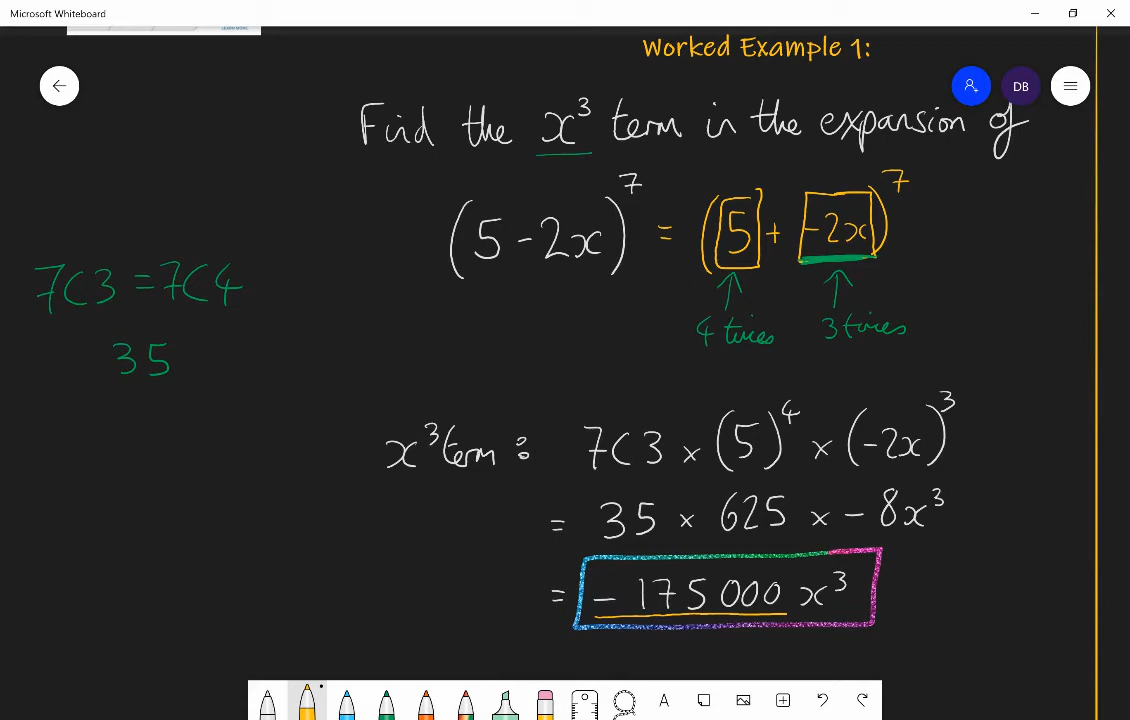 Microsoft Whiteboard
LEARN MORE
Worked Example 1:
DB
Find the x³ term in the expansion of
(5 - 2x)⁷ = (5 + -2x)⁷
4 times
3 times
7C3 = 7C4
35
x³ term : 7C3 × (5)⁴ × (-2x)³
= 35 × 625 × - 8x³
= - 175 000 x³
A